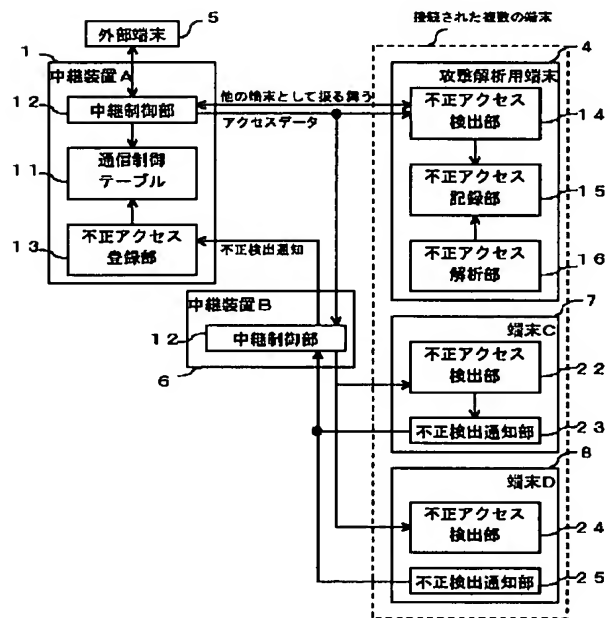 接続された複数の端末
外部端末
5
1
中継装置A
12
中継制御部
他の端末として振る舞う
アクセスデータ
11
通信制御
テーブル
13
不正アクセス
登録部
不正検出通知
4
攻撃解析用端末
不正アクセス
検出部
14
不正アクセス
記録部
15
不正アクセス
解析部
16
中継装置B
12
中継制御部
6
7
端末C
不正アクセス
検出部
22
不正検出通知部
23
8
端末D
不正アクセス
検出部
24
不正検出通知部
25